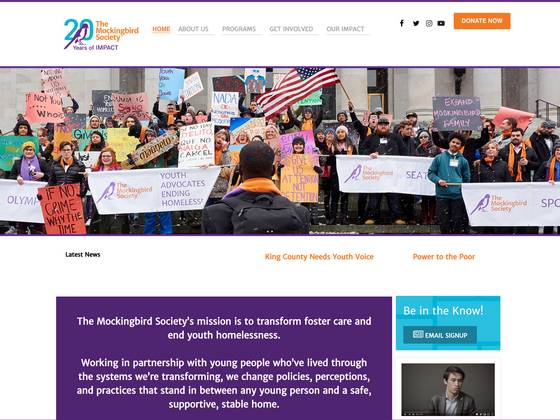 20 The
Mockingbird
Society
Years of IMPACT
HOME
ABOUT US
PROGRAMS
GET INVOLVED
OUR IMPACT
DONATE NOW
If Not You
Who
EXPAND
MOCKINGBIRD
FAMILY
IF NO
CRIME
WHY THE
TIME
OLYMP
The
Mockingbird
Society
YOUTH
ADVOCATES
ENDING
HOMELESS
The
Mockingbird
Society
SEAT
The
Mockingbird
Society
SPO
Latest News
King County Needs Youth Voice
Power to the Poor
The Mockingbird Society's mission is to transform foster care and
end youth homelessness.
Working in partnership with young people who've lived through
the systems we're transforming, we change policies, perceptions,
and practices that stand in between any young person and a safe,
supportive, stable home.
Be in the Know!
EMAIL SIGNUP